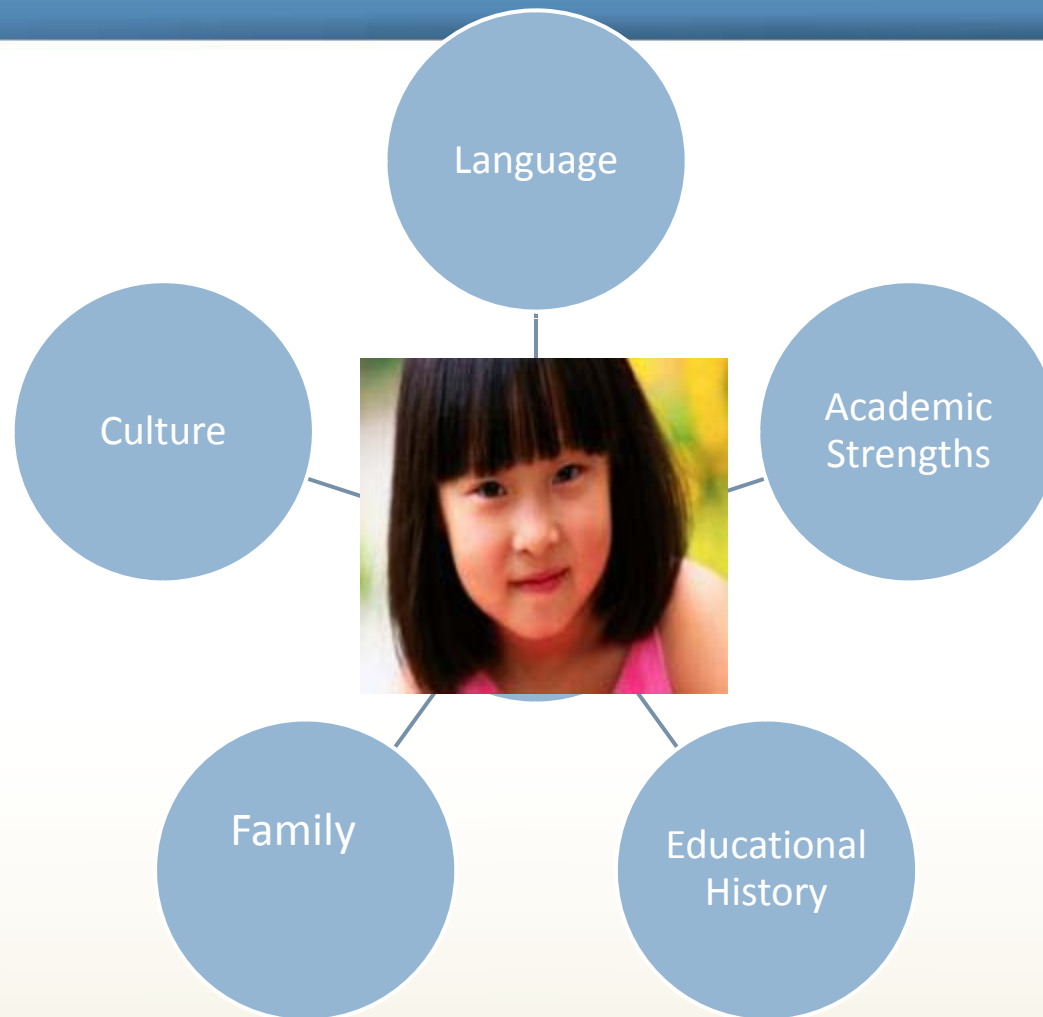 Language
Academic
Strengths
Culture
Family
Educational
History